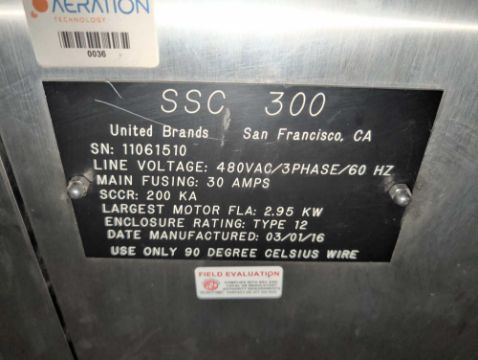 AERATION
TECHNOLOGY
0036
SSC 300
United Brands San Francisco, CA
SN: 11061510
LINE VOLTAGE: 480VAC/3PHASE/60 HZ
MAIN FUSING: 30 AMPS
SCCR: 200 KA
LARGEST MOTOR FLA: 2.95 KW
ENCLOSURE RATING: TYPE 12
DATE MANUFACTURED: 03/01/16
USE ONLY 90 DEGREE CELSIUS WIRE
FIELD EVALUATION